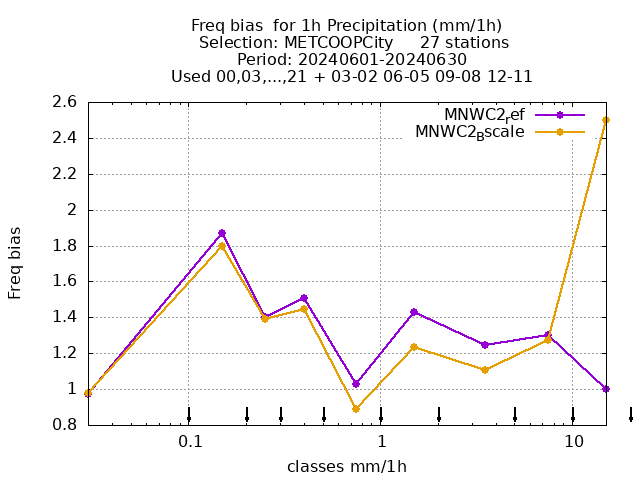 Freq bias  for 1h Precipitation (mm/1h)
Selection: METCOOPCity     27 stations
Period: 20240601-20240630
Used 00,03,...,21 + 03-02 06-05 09-08 12-11
MNWC2ref
MNWC2Bscale
2.6
2.4
2.2
2
1.8
1.6
1.4
1.2
1
0.8
Freq bias
0.1
1
10
classes mm/1h